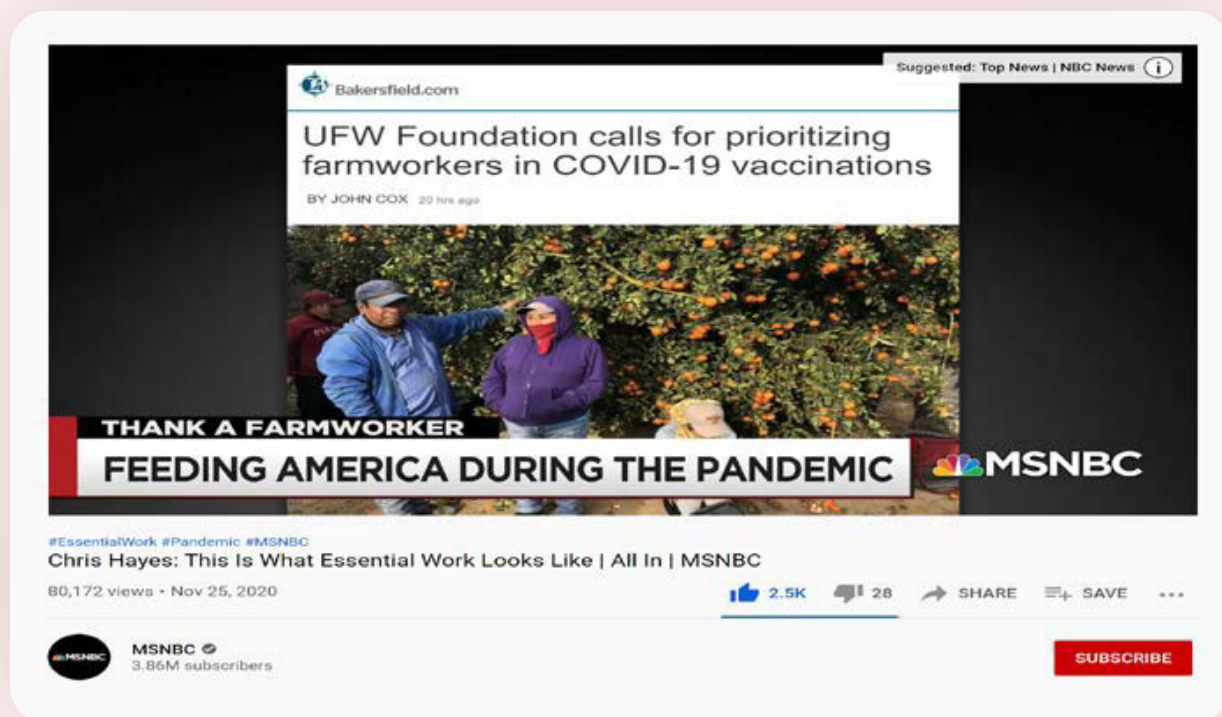 Suggested: Top News | NBC News
Bakersfield.com
UFW Foundation calls for prioritizing
farmworkers in COVID-19 vaccinations
BY JOHN COX 20 hrs ago
THANK A FARMWORKER
FEEDING AMERICA DURING THE PANDEMIC
MSNBC
#EssentialWork #Pandemic #MSNBC
Chris Hayes: This Is What Essential Work Looks Like | All In | MSNBC
80,172 views • Nov 25, 2020
2.5K 28 SHARE SAVE
MSNBC
MSNBC
3.86M subscribers
SUBSCRIBE